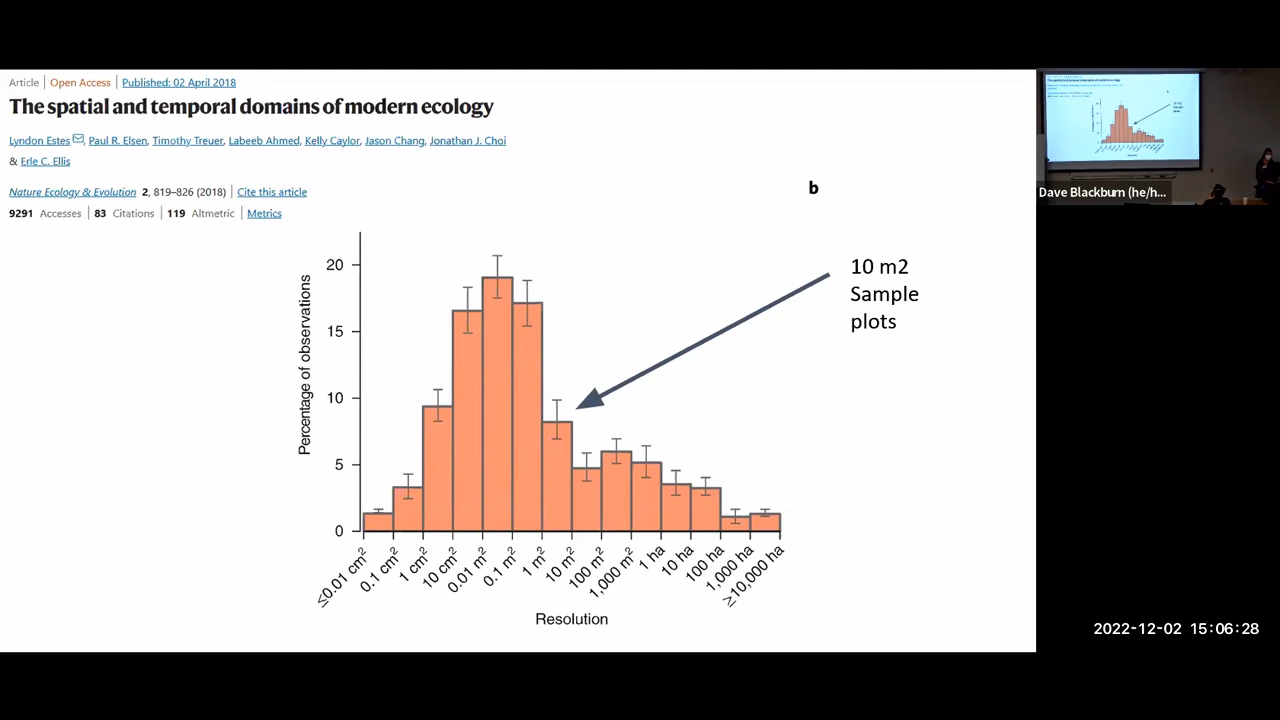 Article | Open Access | Published: 02 April 2018
The spatial and temporal domains of modern ecology
Lyndon Estes, Paul R. Elsen, Timothy Treuer, Labeeb Ahmed, Kelly Caylor, Jason Chang, Jonathan J. Choi
& Erle C. Ellis
Nature Ecology & Evolution 2, 819–826 (2018) | Cite this article
9291 Accesses | 83 Citations | 119 Altmetric | Metrics
b
10 m2
Sample
plots
Percentage of observations
20
15
10
5
0
≤0.01 cm²
0.1 cm²
1 cm²
10 cm²
0.01 m²
0.1 m²
1 m²
10 m²
100 m²
1,000 m²
1 ha
10 ha
100 ha
1,000 ha
≥10,000 ha
Resolution
Dave Blackburn (he/h...
2022-12-02 15:06:28